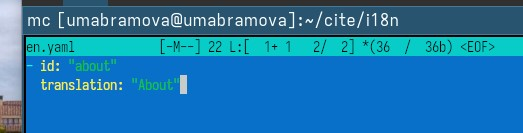 mc [umabramova@umabramova]:~/cite/i18n
en.yaml [-M--] 22 L:[ 1+ 1 2/ 2] *(36 / 36b) <EOF>
- id: "about"
translation: "About"